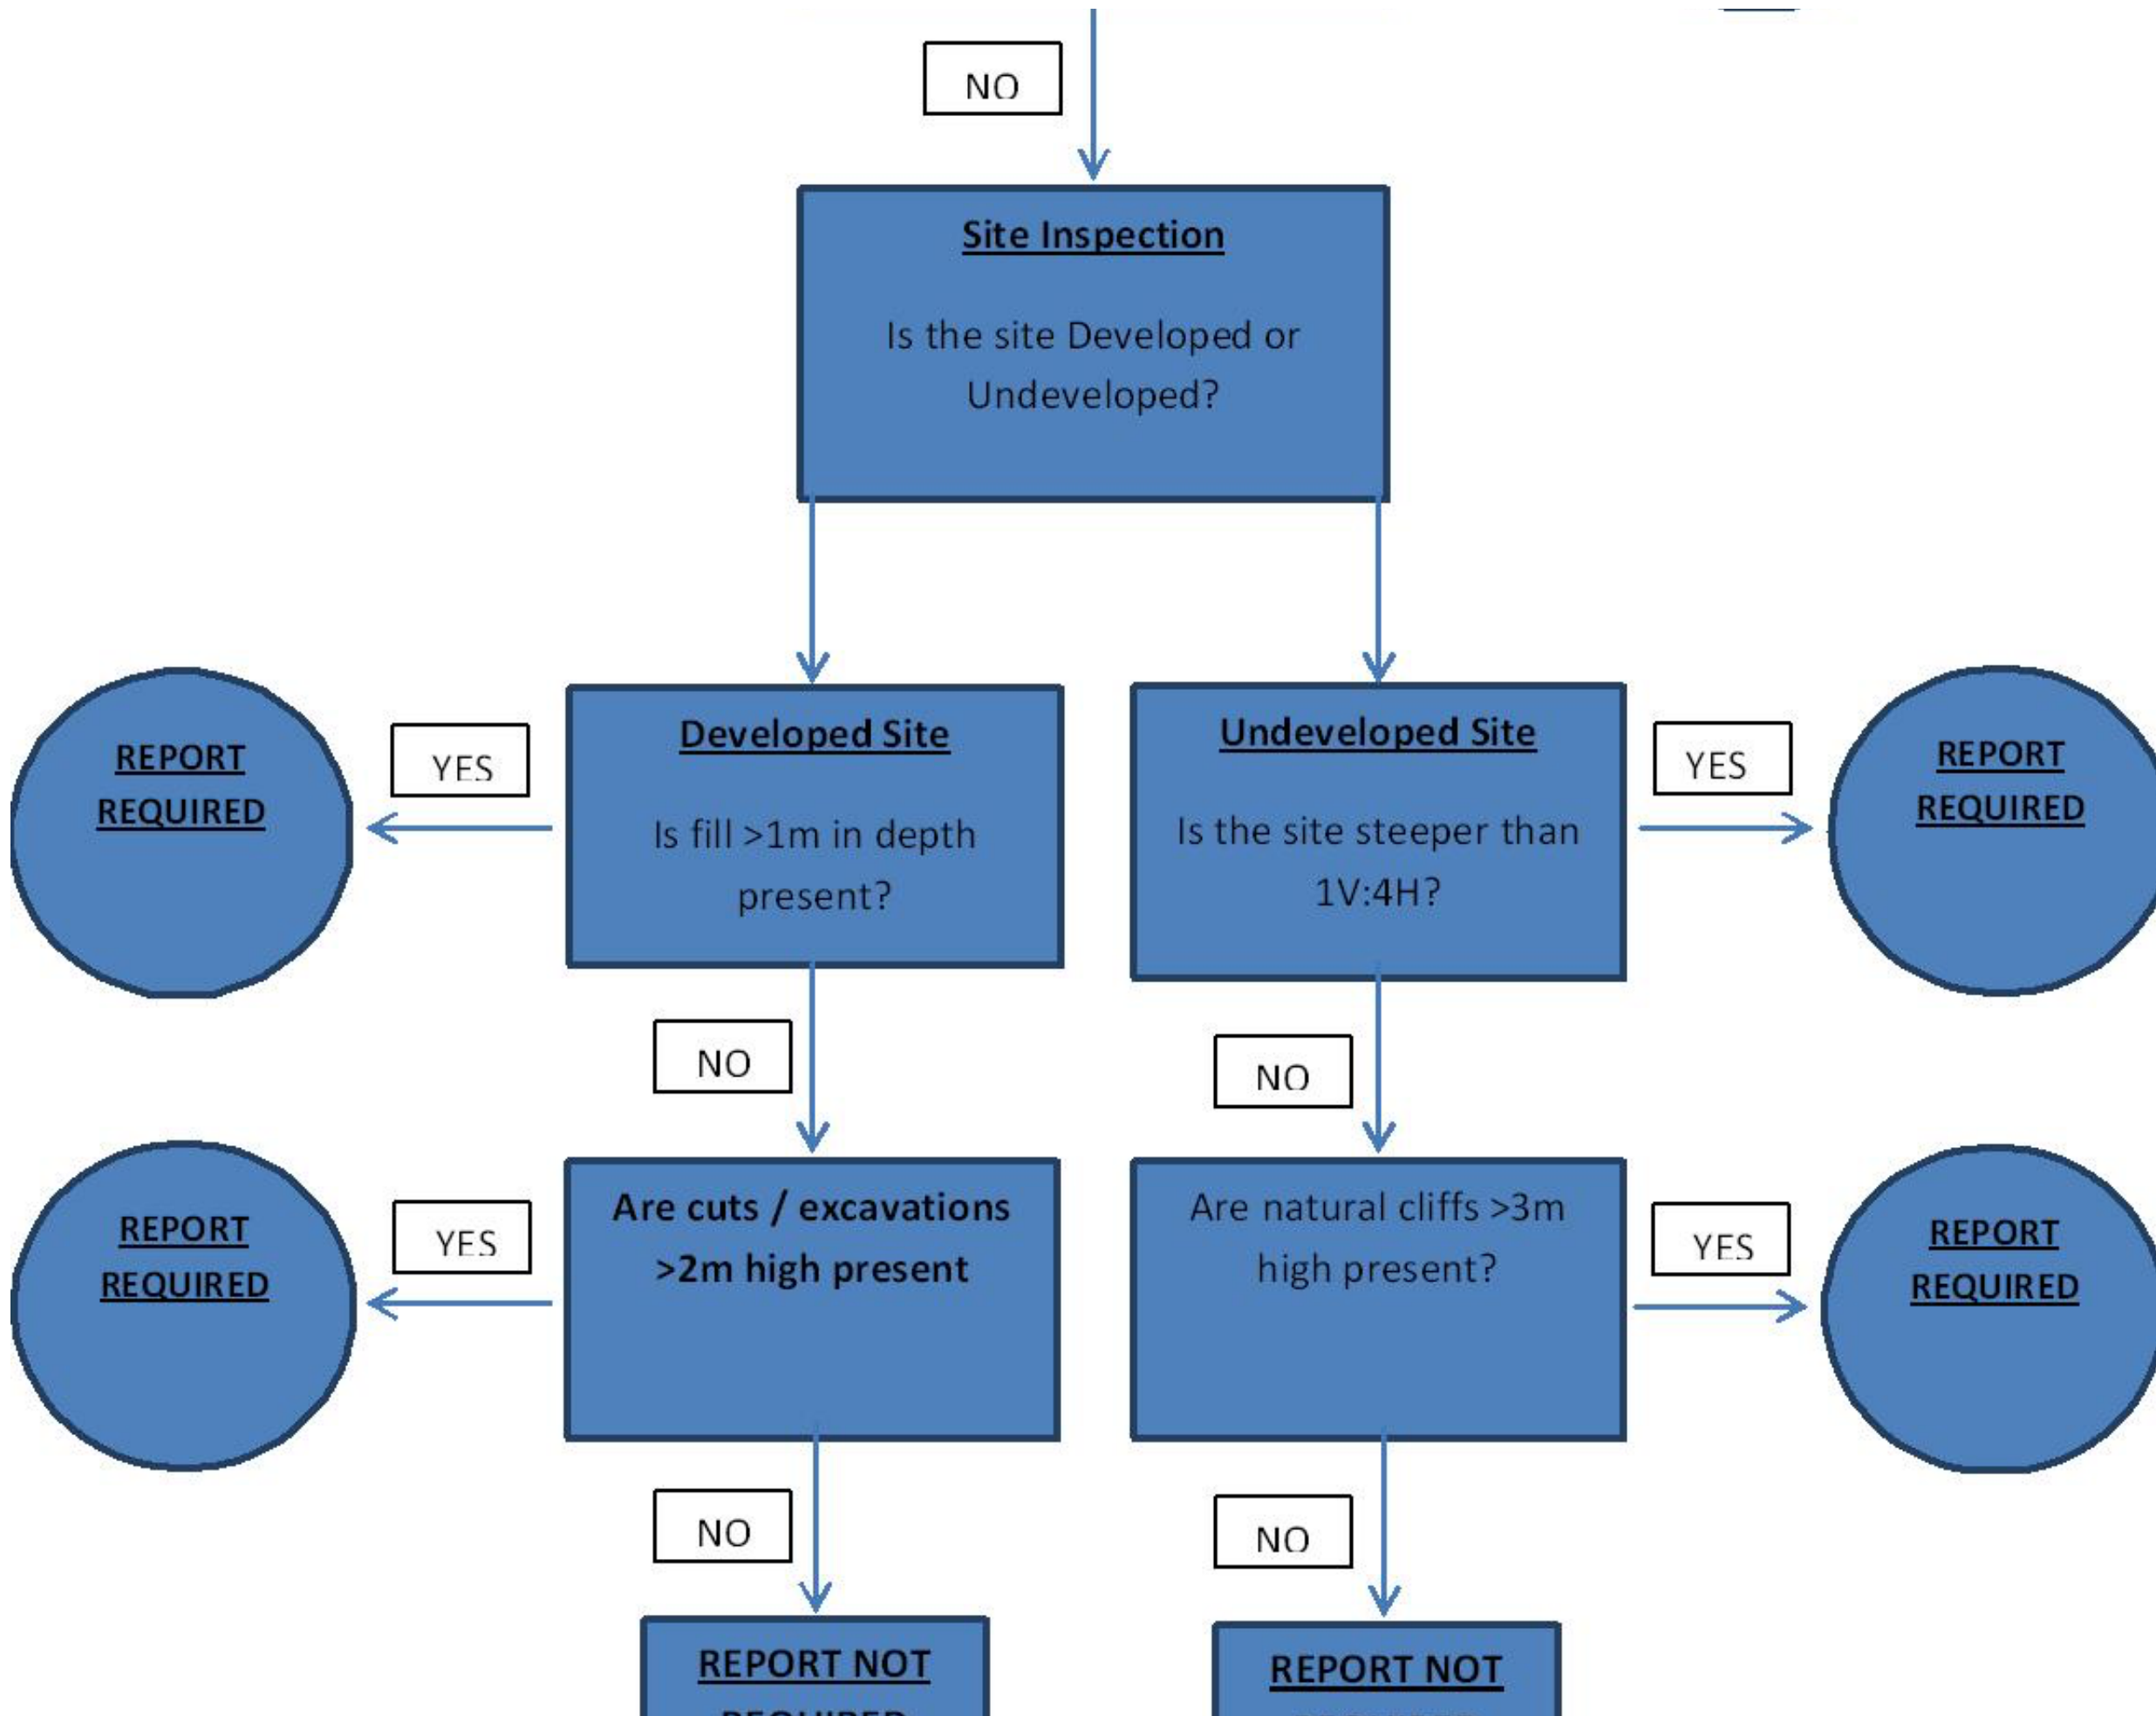 NO
Site Inspection
Is the site Developed or
Undeveloped?
REPORT
REQUIRED
YES
Developed Site
Is fill >1m in depth
present?
Undeveloped Site
Is the site steeper than
1V:4H?
YES
REPORT
REQUIRED
NO
NO
REPORT
REQUIRED
YES
Are cuts / excavations
>2m high present
Are natural cliffs >3m
high present?
YES
REPORT
REQUIRED
NO
NO
REPORT NOT
REQUIRED
REPORT NOT